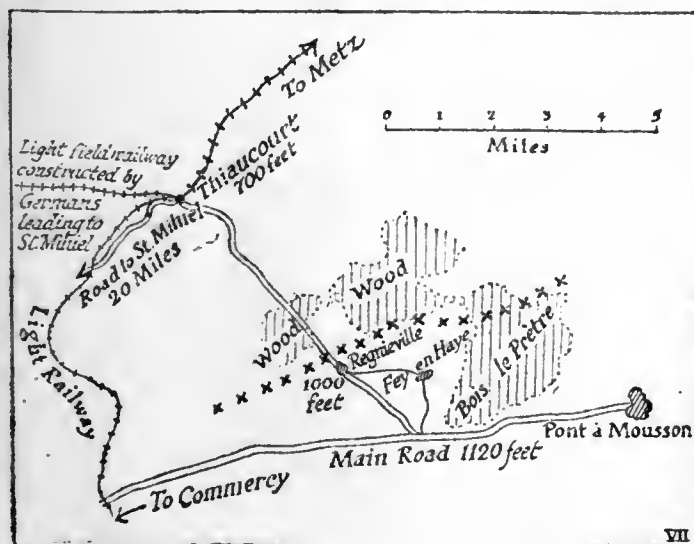 To Metz
0 1 2 3 4 5
Miles
Light field railway
constructed by
Germans
leading to
St. Mihiel
Thiaucourt
700 feet
Road to St. Mihiel
20 Miles
Light Railway
Wood
Wood
Regnieville
1000
feet
Fey en Haye
Bois le Prêtre
Pont à Mousson
Main Road 1120 feet
To Commercy
VII